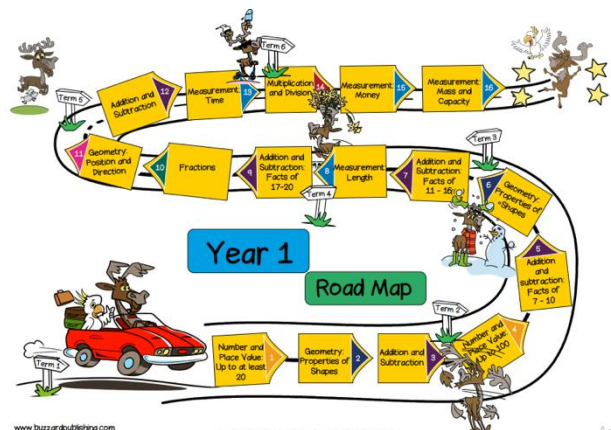 Term 6
Term 5
Addition and
Subtraction
12
Measurement:
Time
13
Multiplication
and Division
14
Measurement
Money
15
Measurement:
Mass and
Capacity
16
11
Geometry:
Position and
Direction
10
Fractions
9
Addition and
Subtraction:
Facts of
17-20
Term 4
8
Measurement
Length
7
Addition and
Subtraction:
Facts of
11 - 16
Term 3
6
Geometry:
Properties of
Shapes
5
Addition
and
subtraction:
Facts of
7 - 10
Year 1
Road Map
Term 1
Number and
Place Value:
Up to at least
20
1
Geometry:
Properties of
Shapes
2
Addition and
Subtraction
3
Term 2
Number and
Place Value:
Up to 100
4
www.buzzardpublishing.com